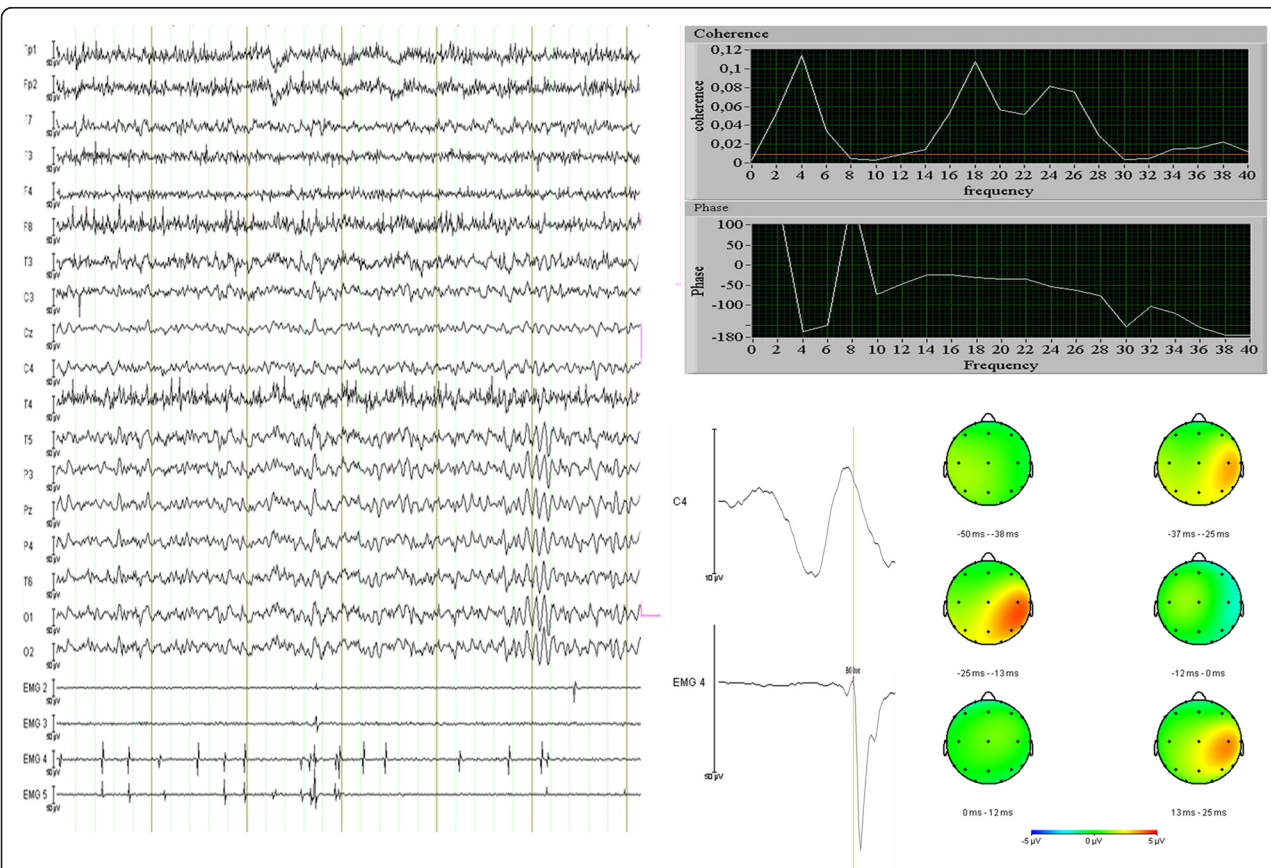 Fp2
F3
F4
F8
T3
C3
Cz
C4
T4
T5
P3
Pz
P4
T6
O1
O2
EMG 2
EMG 3
EMG 4
EMG 5
50 µV
Coherence
coherence
0,12
0,1
0,08
0,06
0,04
0,02
0
0 2 4 6 8 10 12 14 16 18 20 22 24 26 28 30 32 34 36 38 40
frequency
Phase
Phase
100
50
0
-50
-100
-180
0 2 4 6 8 10 12 14 16 18 20 22 24 26 28 30 32 34 36 38 40
Frequency
C4
10 µV
EMG 4
50 µV
-50 ms - -38 ms
-37 ms - -25 ms
-25 ms - -13 ms
-12 ms - 0 ms
0 ms - 12 ms
13 ms - 25 ms
-5 µV 0 µV 5 µV